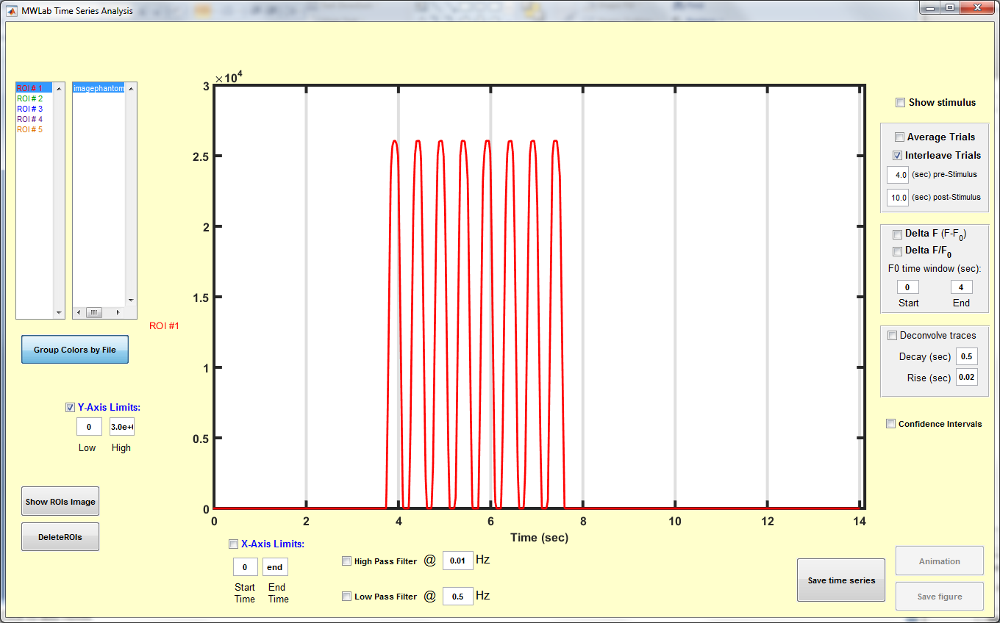 MWLab Time Series Analysis
ROI # 1
ROI # 2
ROI # 3
ROI # 4
ROI # 5
imagephantom
ROI #1
Group Colors by File
Y-Axis Limits:
0
3.0e+
Low
High
Show ROIs Image
DeleteROIs
×10⁴
3
2.5
2
1.5
1
0.5
0
0 2 4 6 8 10 12 14
Time (sec)
X-Axis Limits:
0
end
Start Time
End Time
High Pass Filter @ 0.01 Hz
Low Pass Filter @ 0.5 Hz
Show stimulus
Average Trials
Interleave Trials
4.0 (sec) pre-Stimulus
10.0 (sec) post-Stimulus
Delta F (F-F0)
Delta F/F0
F0 time window (sec):
0 4
Start End
Deconvolve traces
Decay (sec) 0.5
Rise (sec) 0.02
Confidence Intervals
Save time series
Animation
Save figure